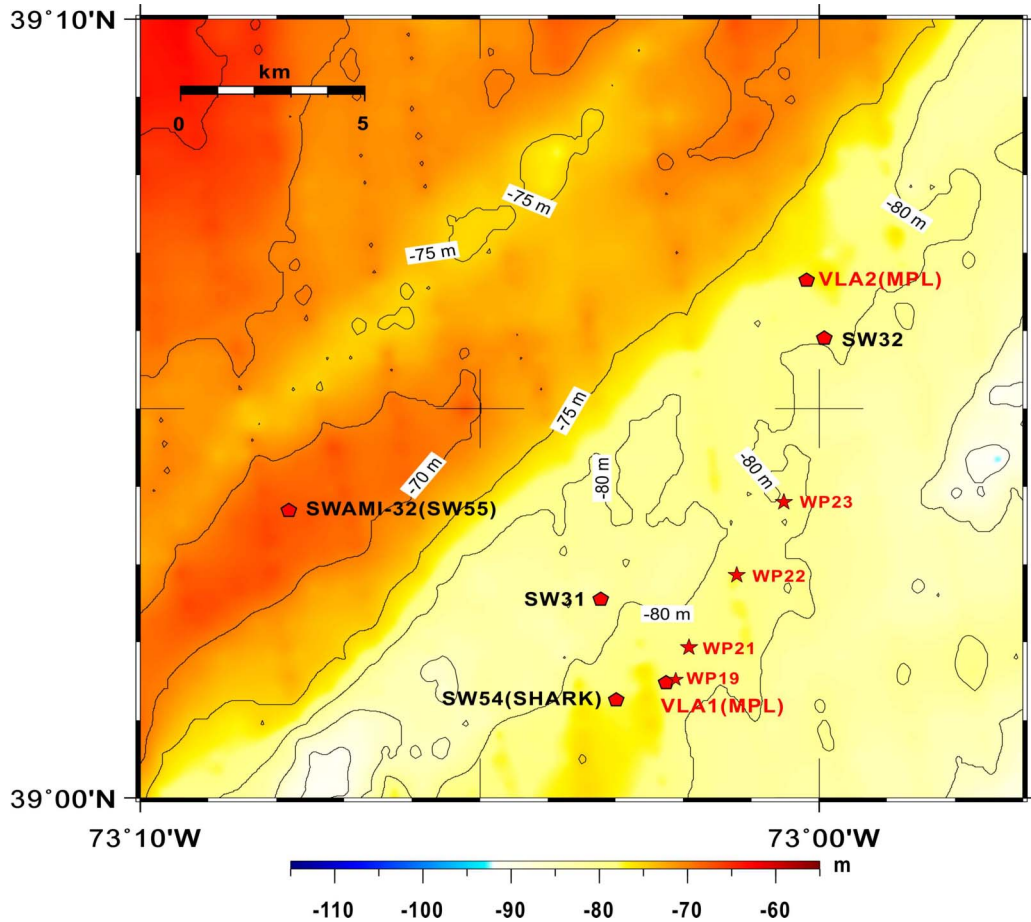 39°10'N
km
0 5
-75 m
-80 m
-75 m
VLA2(MPL)
SW32
-75 m
-70 m
-80 m
-80 m
SWAMI-32(SW55)
WP23
WP22
SW31
-80 m
WP21
WP19
SW54(SHARK)
VLA1(MPL)
39°00'N
73°10'W
73°00'W
m
-110 -100 -90 -80 -70 -60